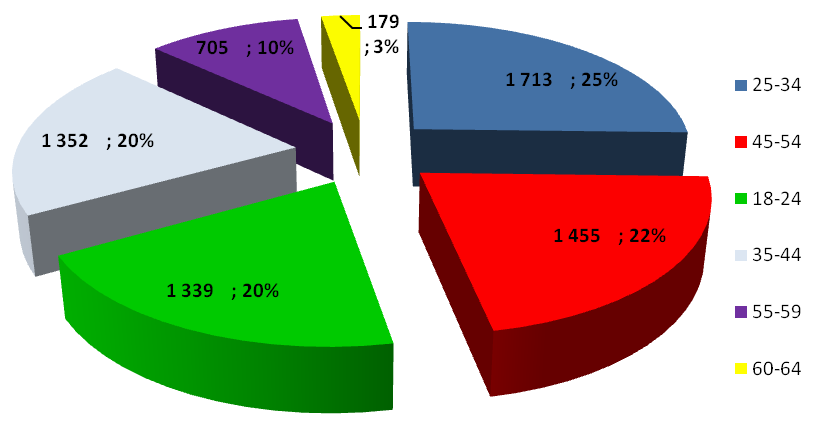 179
; 3%
705 ; 10%
1 713 ; 25%
1 352 ; 20%
1 455 ; 22%
1 339 ; 20%
25-34
45-54
18-24
35-44
55-59
60-64